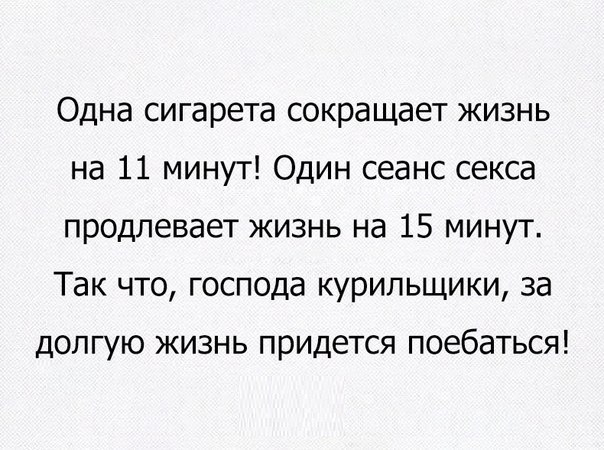 Одна сигарета сокращает жизнь
на 11 минут! Один сеанс секса
продлевает жизнь на 15 минут.
Так что, господа курильщики, за
долгую жизнь придется поебаться!